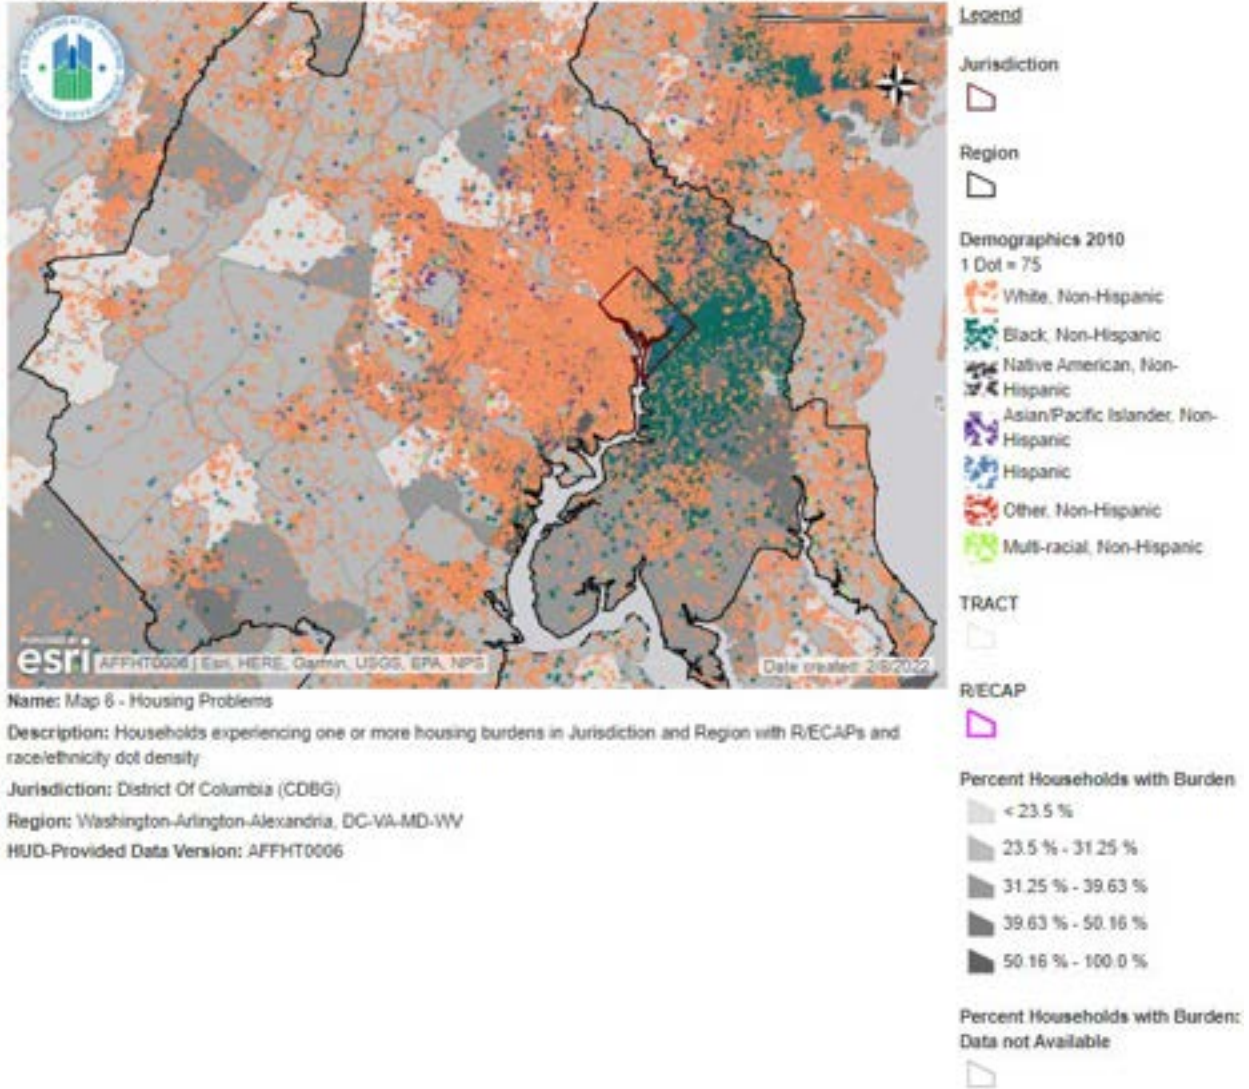 POWERED BY
esri
AFFHT0006 | Esri, HERE, Garmin, USGS, EPA, NPS
Date created: 2/8/2022
Name: Map 6 - Housing Problems
Description: Households experiencing one or more housing burdens in Jurisdiction and Region with R/ECAPs and
race/ethnicity dot density
Jurisdiction: District Of Columbia (CDBG)
Region: Washington-Arlington-Alexandria, DC-VA-MD-WV
HUD-Provided Data Version: AFFHT0006
Legend
Jurisdiction
Region
Demographics 2010
1 Dot = 75
White, Non-Hispanic
Black, Non-Hispanic
Native American, Non-
Hispanic
Asian/Pacific Islander, Non-
Hispanic
Hispanic
Other, Non-Hispanic
Multi-racial, Non-Hispanic
TRACT
R/ECAP
Percent Households with Burden
< 23.5 %
23.5 % - 31.25 %
31.25 % - 39.63 %
39.63 % - 50.16 %
50.16 % - 100.0 %
Percent Households with Burden:
Data not Available